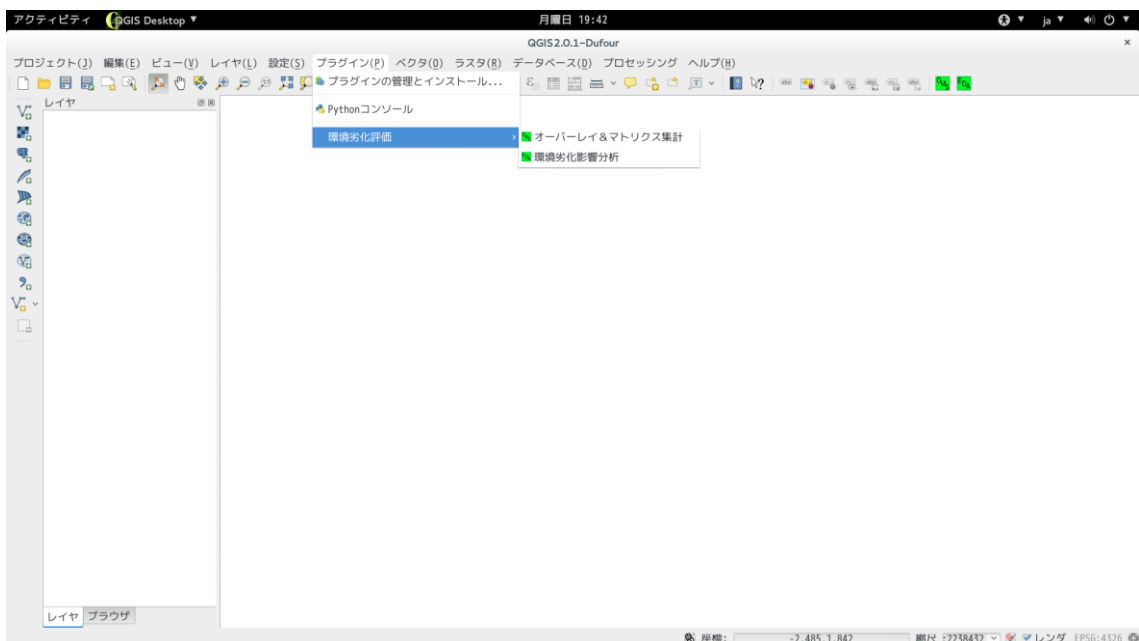 アクティビティ QGIS Desktop ▼ 月曜日 19:42 ja ▼
QGIS2.0.1-Dufour ×
プロジェクト(J) 編集(E) ビュー(V) レイヤ(L) 設定(S) プラグイン(P) ベクタ(O) ラスタ(R) データベース(D) プロセッシング ヘルプ(H)
プラグインの管理とインストール...
レイヤ
Pythonコンソール
環境劣化評価
オーバーレイ&マトリクス集計
環境劣化影響分析
レイヤ ブラウザ
座標: -2.485,1.842 縮尺 レンダ EPSG:4326